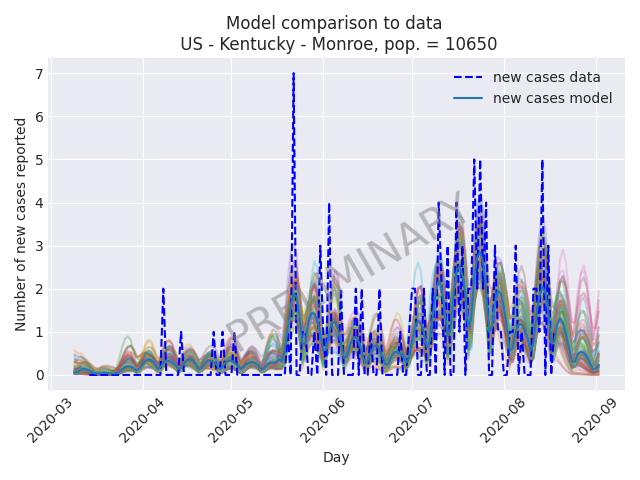 Model comparison to data
US - Kentucky - Monroe, pop. = 10650
new cases data
new cases model
PRELIMINARY
Number of new cases reported
7
6
5
4
3
2
1
0
2020-03
2020-04
2020-05
2020-06
2020-07
2020-08
2020-09
Day